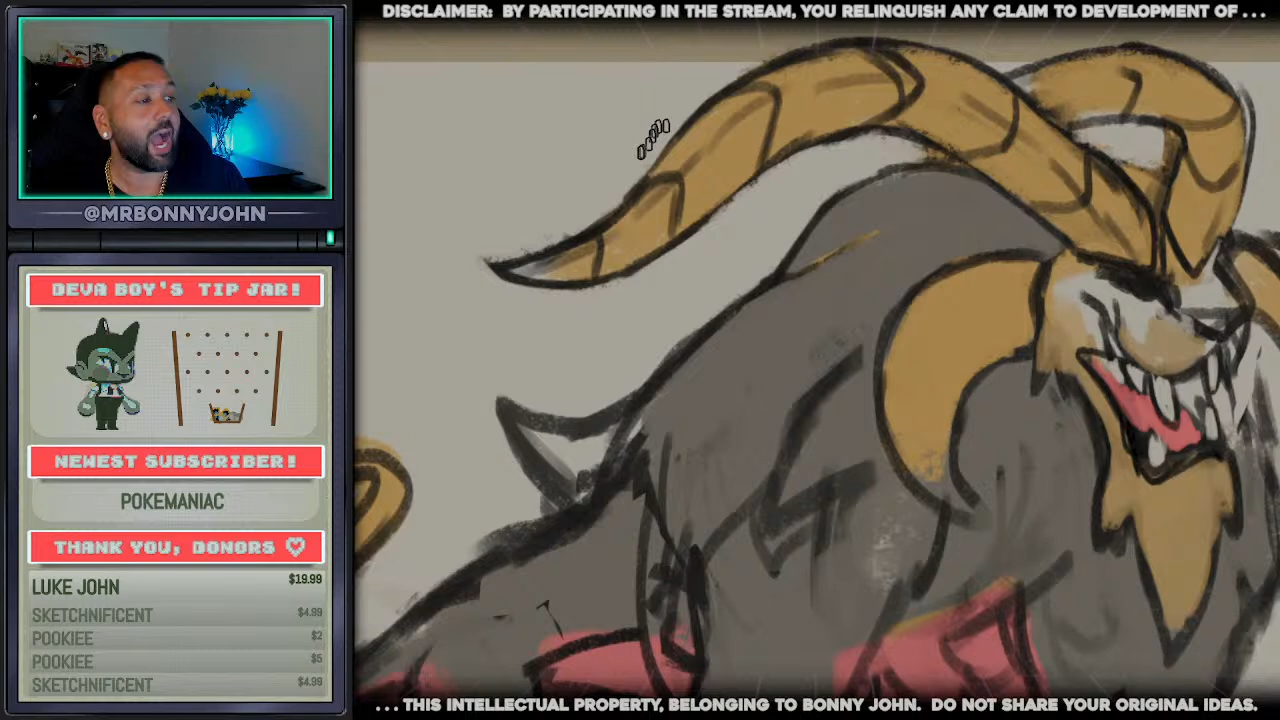 DISCLAIMER: BY PARTICIPATING IN THE STREAM, YOU RELINQUISH ANY CLAIM TO DEVELOPMENT OF . . .
@MRBONNYJOHN
DEVA BOY'S TIP JAR!
NEWEST SUBSCRIBER!
POKEMANIAC
THANK YOU, DONORS
LUKE JOHN $19.99
SKETCHNIFICENT $4.99
POOKIEE $2
POOKIEE $5
SKETCHNIFICENT $4.99
. . . THIS INTELLECTUAL PROPERTY, BELONGING TO BONNY JOHN. DO NOT SHARE YOUR ORIGINAL IDEAS.